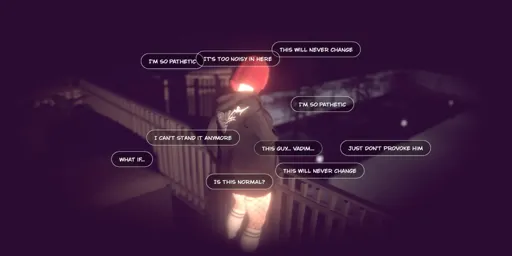 THIS WILL NEVER CHANGE
I'M SO PATHETIC
IT'S TOO NOISY IN HERE
I'M SO PATHETIC
I CAN'T STAND IT ANYMORE
THIS GUY... VADIM...
JUST DON'T PROVOKE HIM
WHAT IF...
THIS WILL NEVER CHANGE
IS THIS NORMAL?